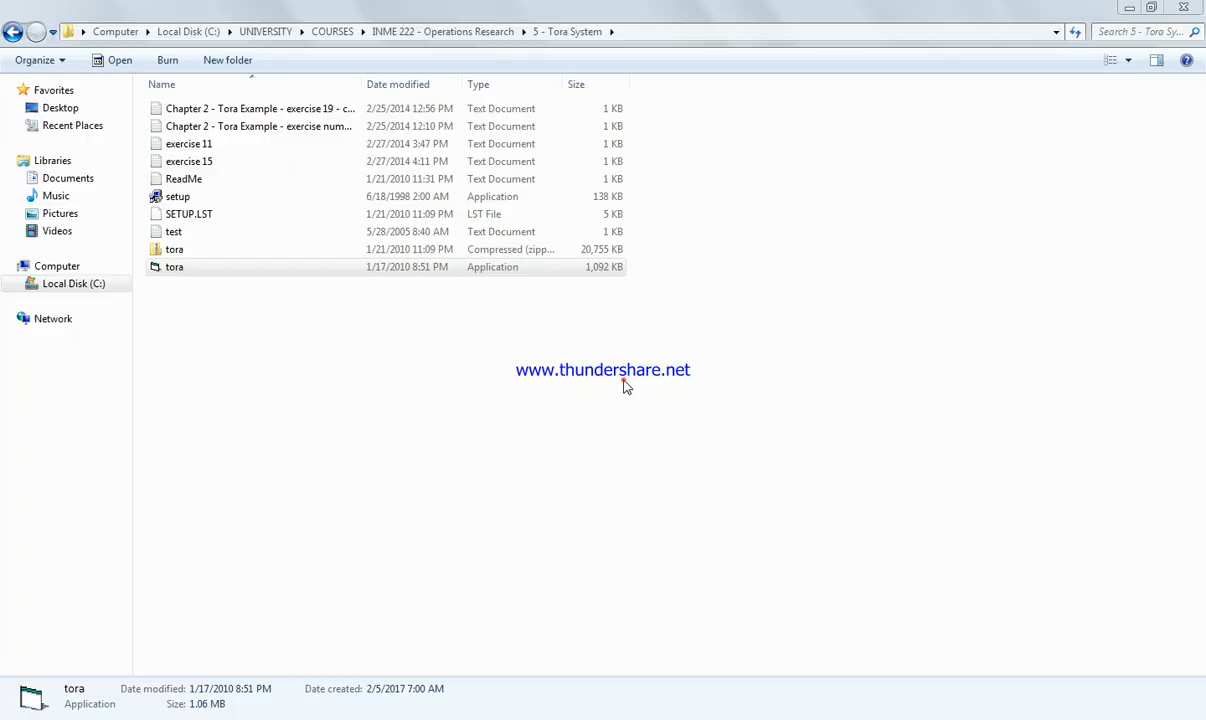 Computer Local Disk (C:) UNIVERSITY COURSES INME 222 - Operations Research 5 - Tora System
Search 5 - Tora Sy...
Organize Open Burn New folder
Name Date modified Type Size
Favorites
Desktop
Recent Places
Libraries
Documents
Music
Pictures
Videos
Computer
Local Disk (C:)
Network
Chapter 2 - Tora Example - exercise 19 - c... 2/25/2014 12:56 PM Text Document 1 KB
Chapter 2 - Tora Example - exercise num... 2/25/2014 12:10 PM Text Document 1 KB
exercise 11 2/27/2014 3:47 PM Text Document 1 KB
exercise 15 2/27/2014 4:11 PM Text Document 1 KB
ReadMe 1/21/2010 11:31 PM Text Document 1 KB
setup 6/18/1998 2:00 AM Application 138 KB
SETUP.LST 1/21/2010 11:09 PM LST File 5 KB
test 5/28/2005 8:40 AM Text Document 1 KB
tora 1/21/2010 11:09 PM Compressed (zipp... 20,755 KB
tora 1/17/2010 8:51 PM Application 1,092 KB
www.thundershare.net
tora Date modified: 1/17/2010 8:51 PM Date created: 2/5/2017 7:00 AM
Application Size: 1.06 MB